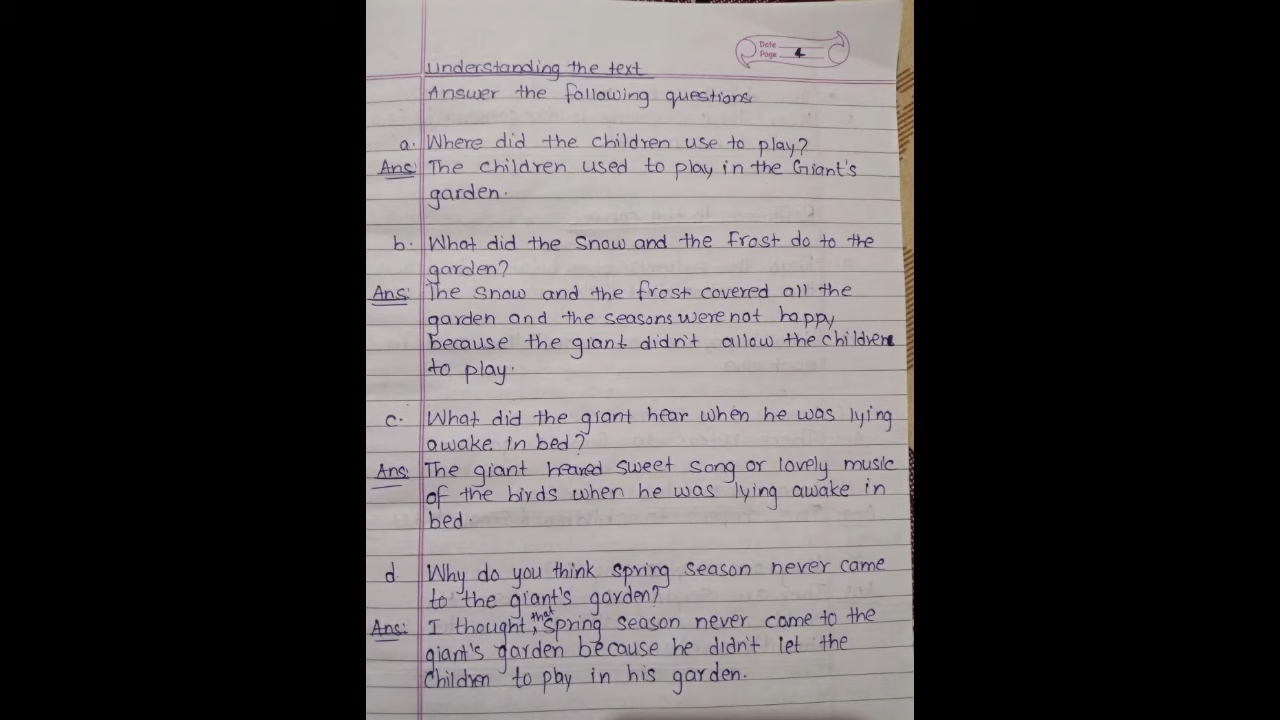 Date
Page 4
Understanding the text
Answer the following questions
a. Where did the children use to play?
Ans: The children used to play in the Giant's
garden.
b. What did the snow and the frost do to the
garden?
Ans: The snow and the frost covered all the
garden and the seasons were not happy
because the giant didn't allow the children
to play.
c. What did the giant hear when he was lying
awake in bed?
Ans: The giant heared sweet song or lovely music
of the birds when he was lying awake in
bed.
d. Why do you think spring season never came
to the giant's garden?
Ans: I thought, that spring season never came to the
giant's garden because he didn't let the
children to play in his garden.